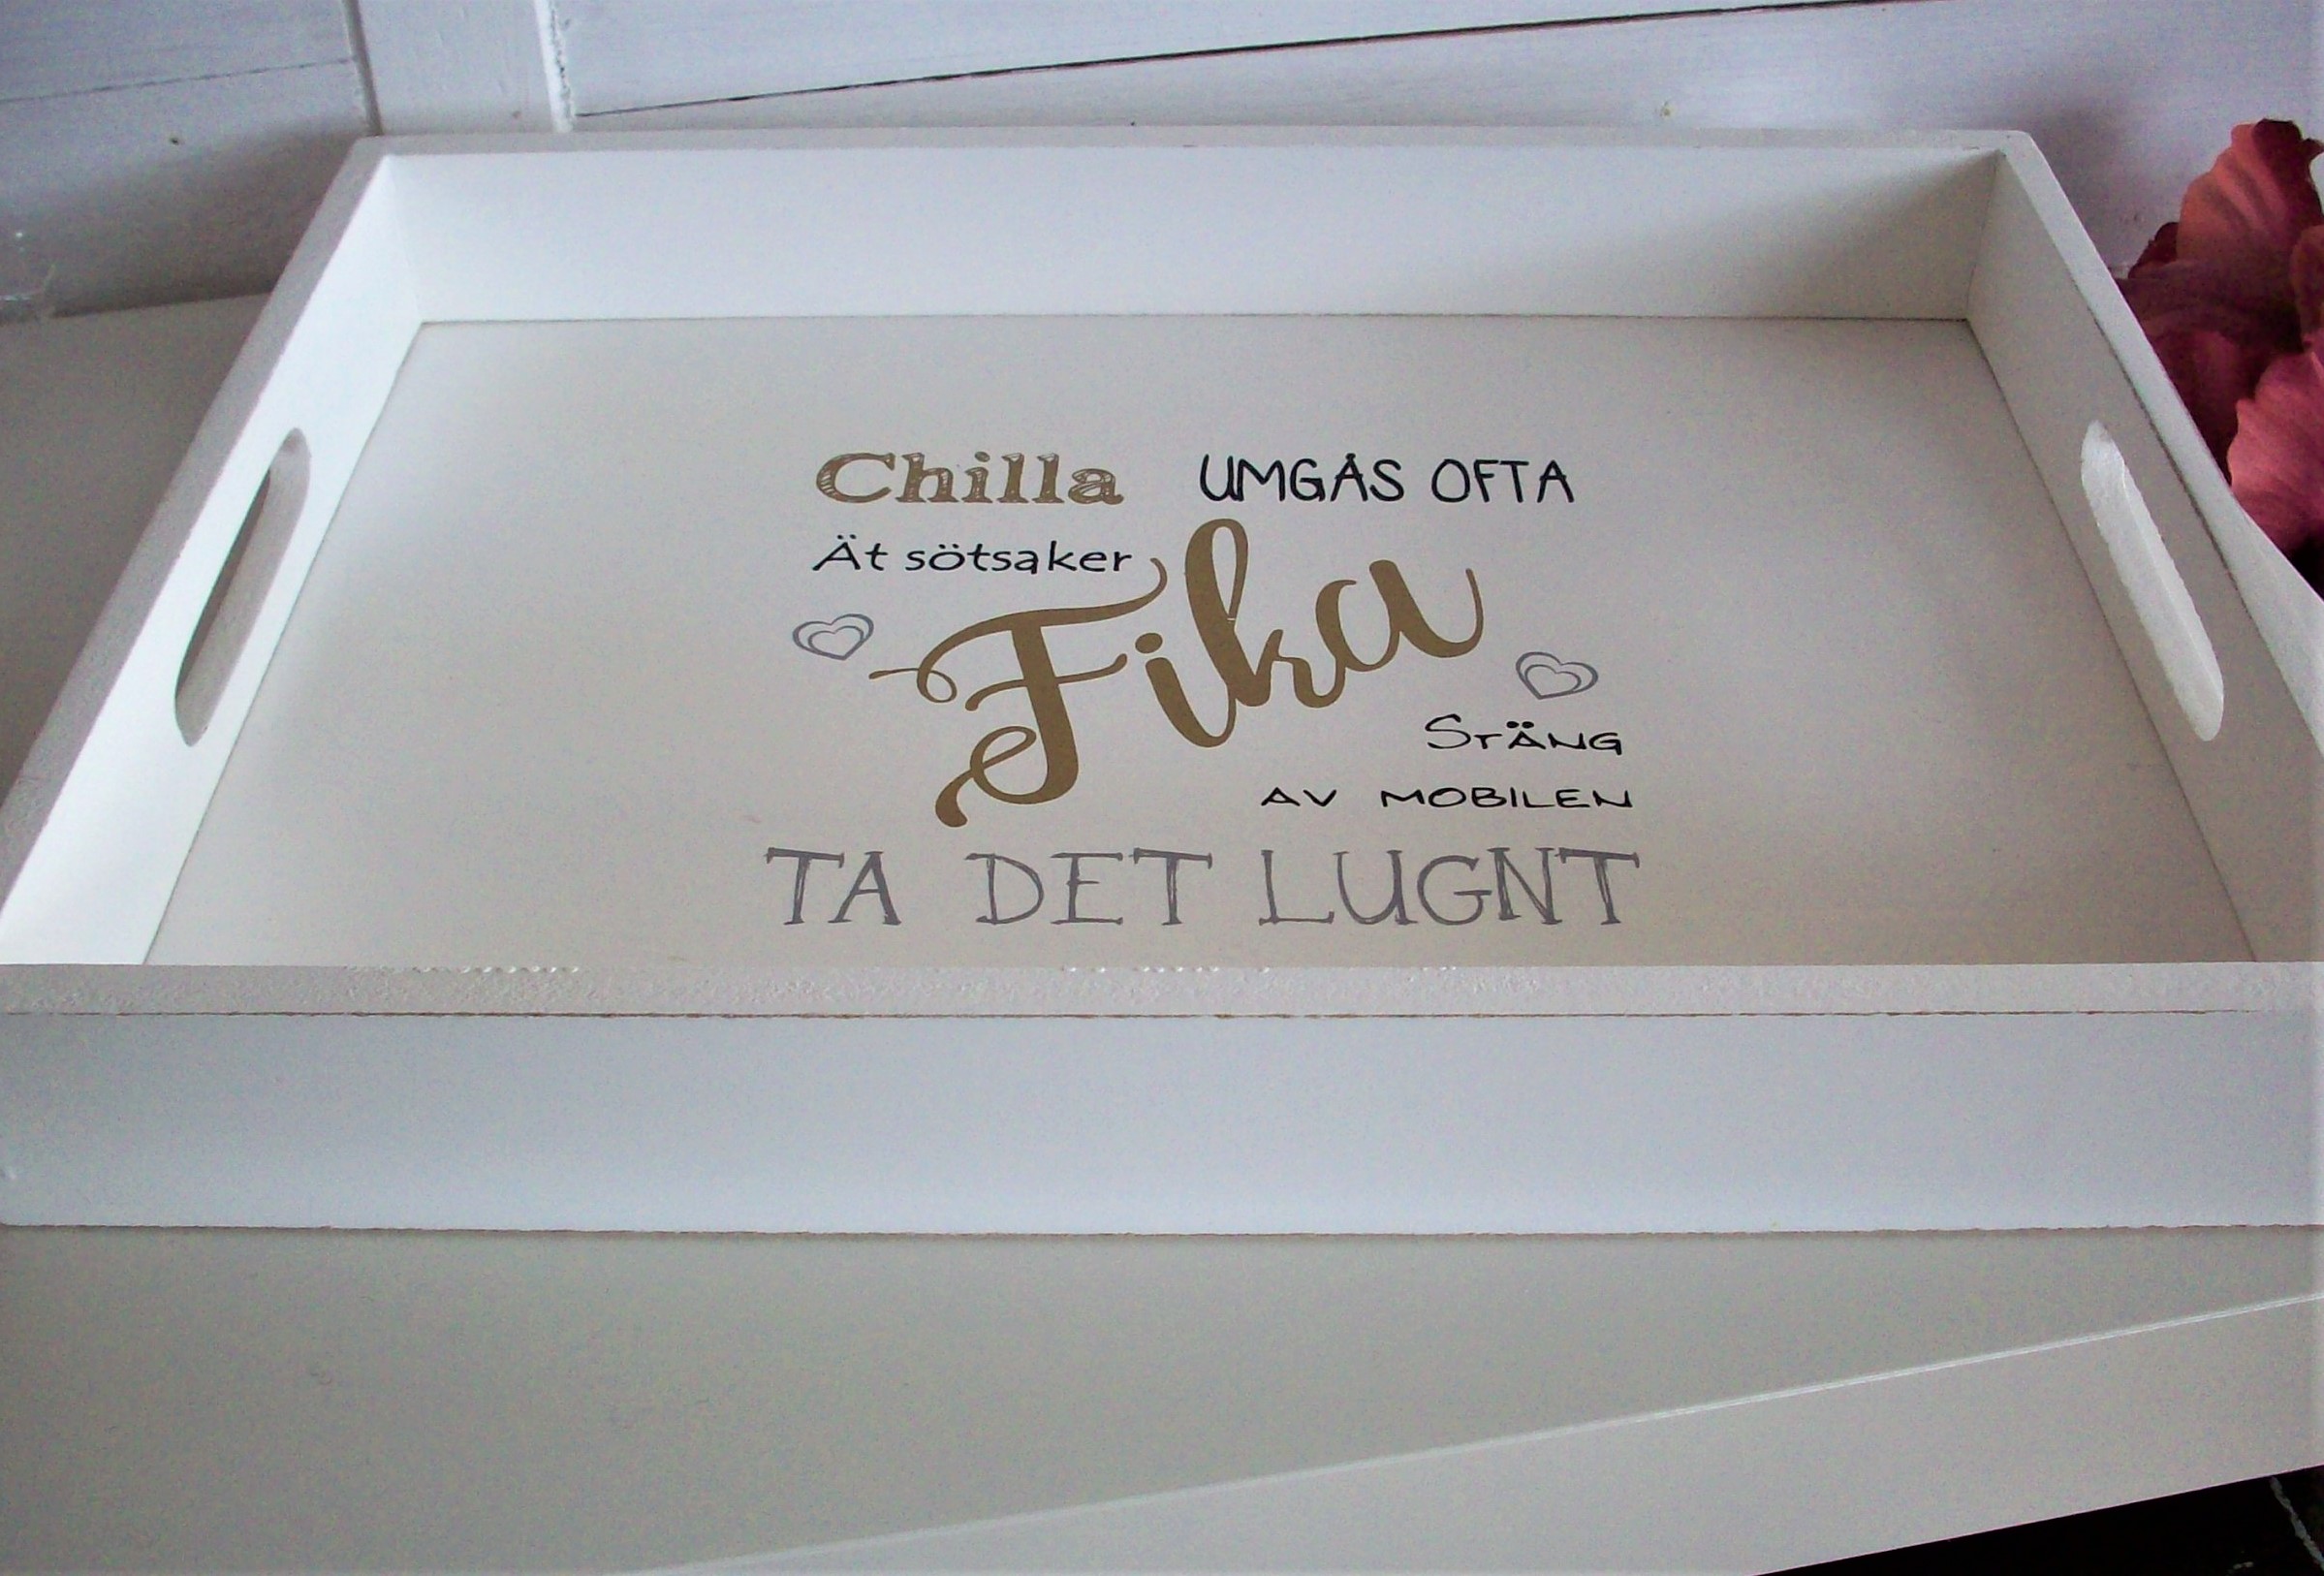 Chilla UMGÅS OFTA
Ät sötsaker
Fika
Stäng
av mobilen
TA DET LUGNT